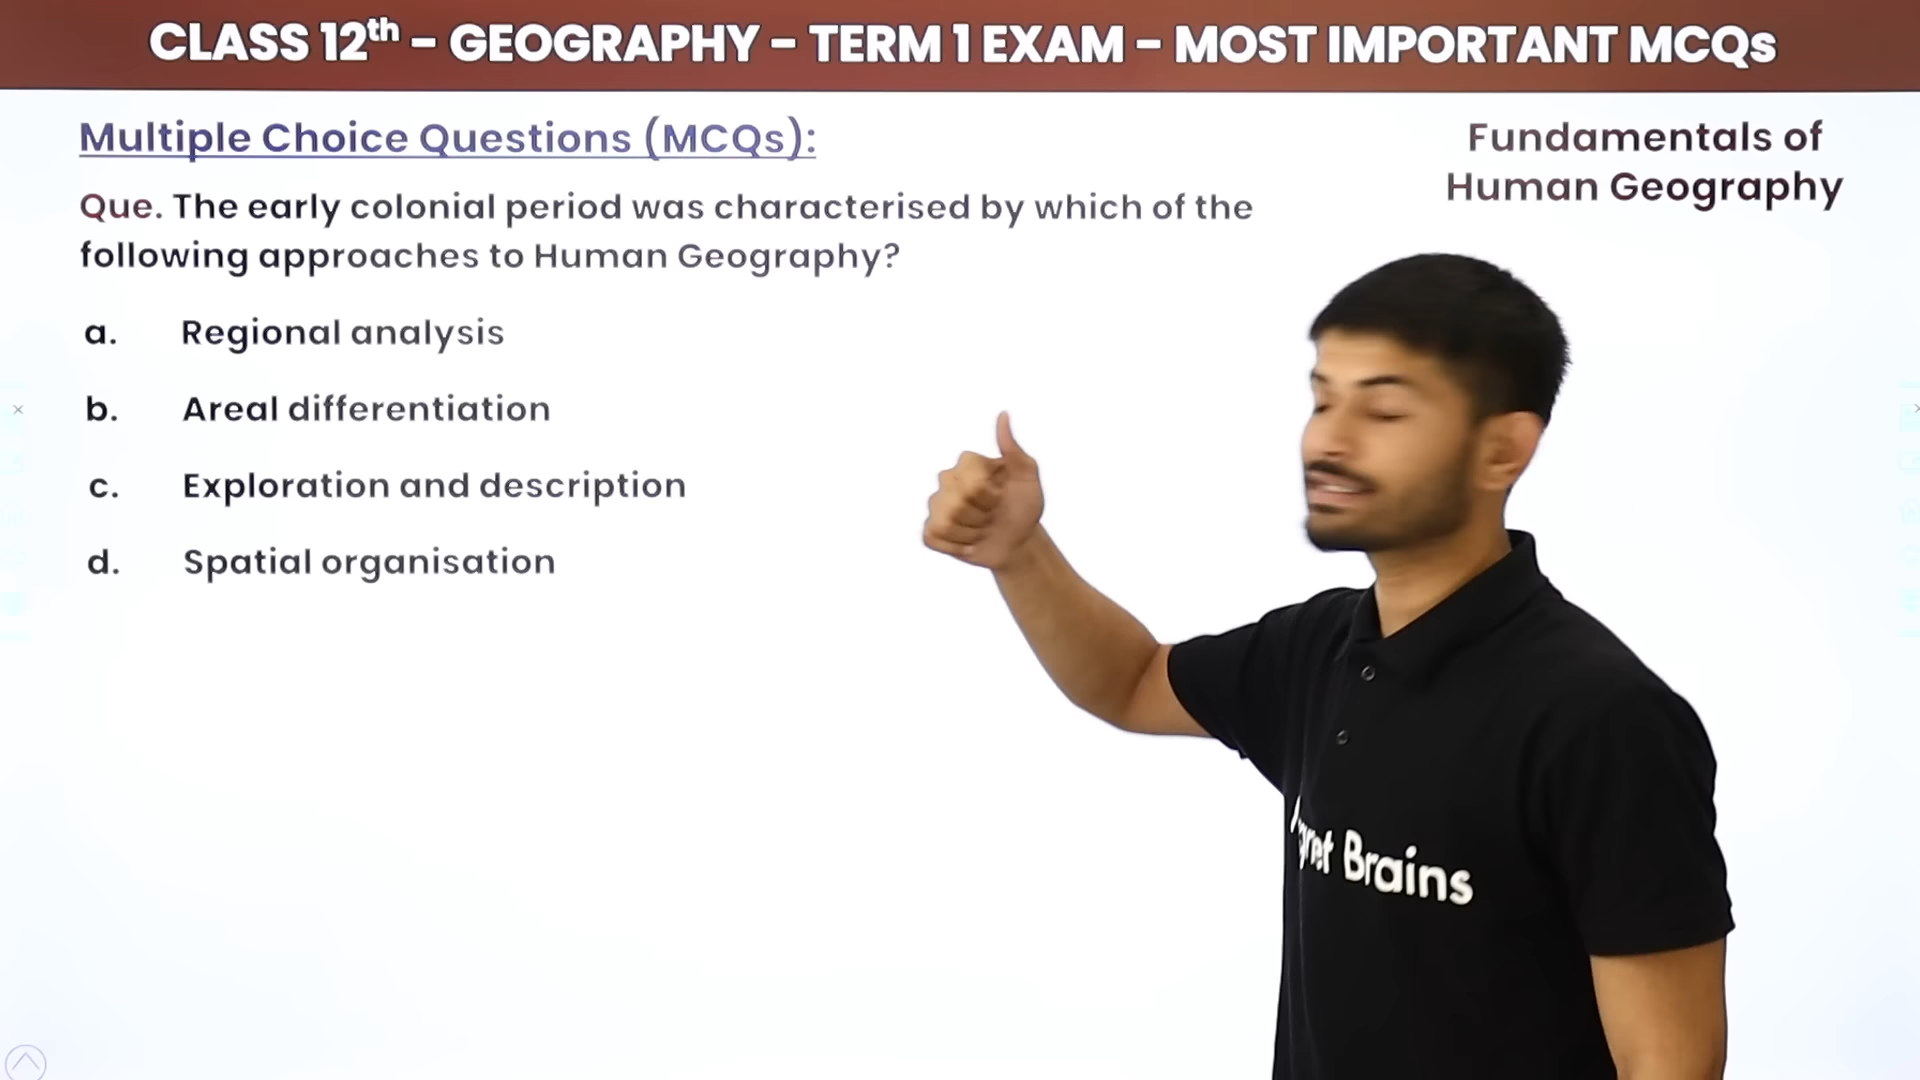 CLASS 12th - GEOGRAPHY - TERM 1 EXAM - MOST IMPORTANT MCQs
Multiple Choice Questions (MCQs):
Fundamentals of
Human Geography
Que. The early colonial period was characterised by which of the
following approaches to Human Geography?
a. Regional analysis
b. Areal differentiation
c. Exploration and description
d. Spatial organisation
Brains